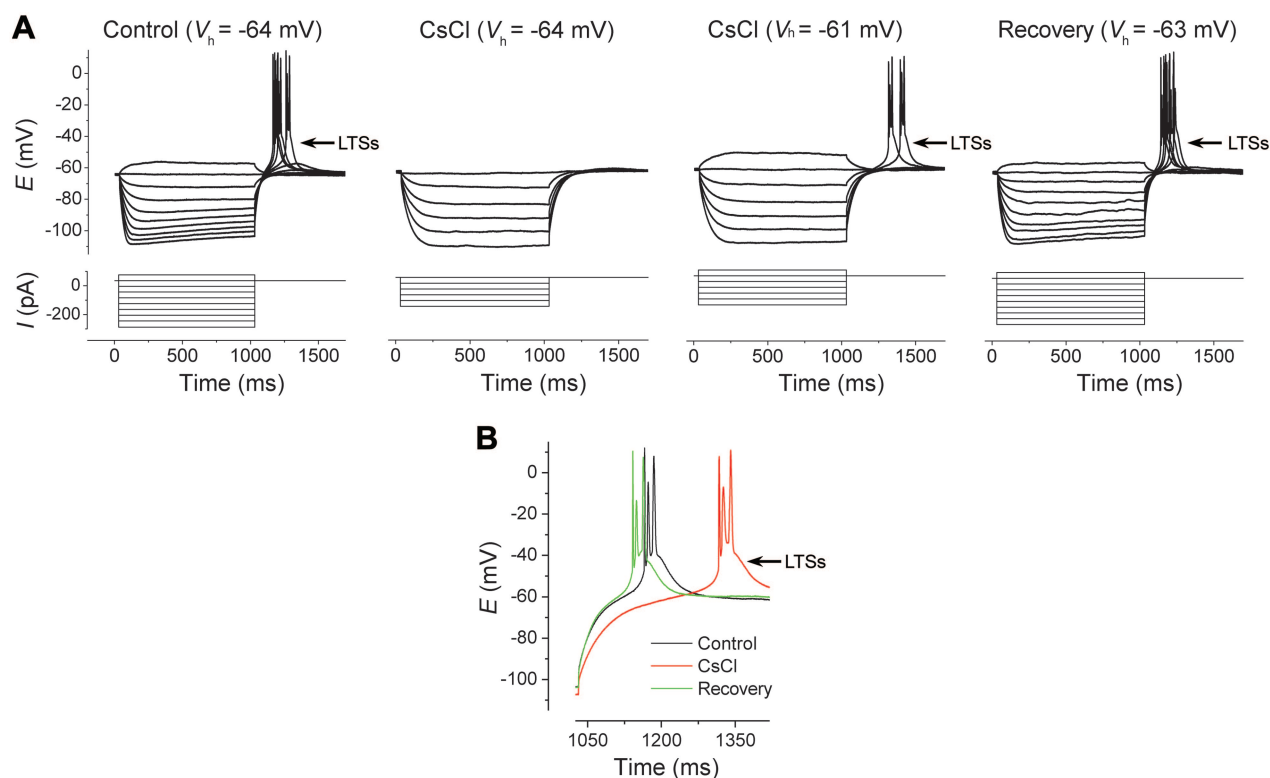 A
Control (Vh = -64 mV)
CsCl (Vh = -64 mV)
CsCl (Vh = -61 mV)
Recovery (Vh = -63 mV)
E (mV)
0
-20
-40
-60
-80
-100
LTSs
LTSs
LTSs
I (pA)
0
-200
0 500 1000 1500
0 500 1000 1500
0 500 1000 1500
0 500 1000 1500
Time (ms)
Time (ms)
Time (ms)
Time (ms)
B
E (mV)
0
-20
-40
-60
-80
-100
LTSs
Control
CsCl
Recovery
1050 1200 1350
Time (ms)